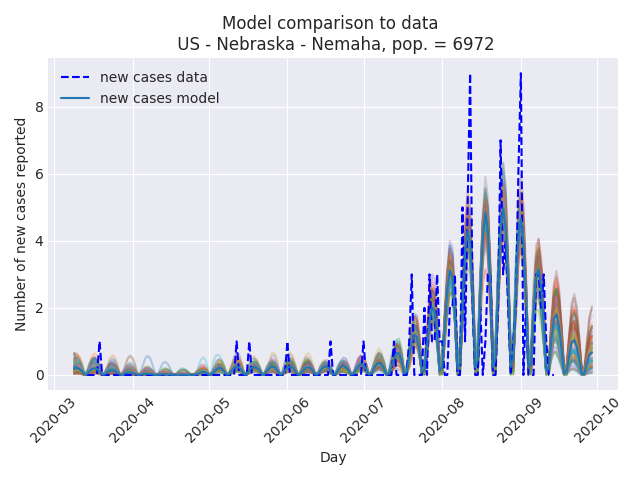 Model comparison to data
US - Nebraska - Nemaha, pop. = 6972
new cases data
new cases model
Number of new cases reported
8
6
4
2
0
2020-03
2020-04
2020-05
2020-06
2020-07
2020-08
2020-09
2020-10
Day